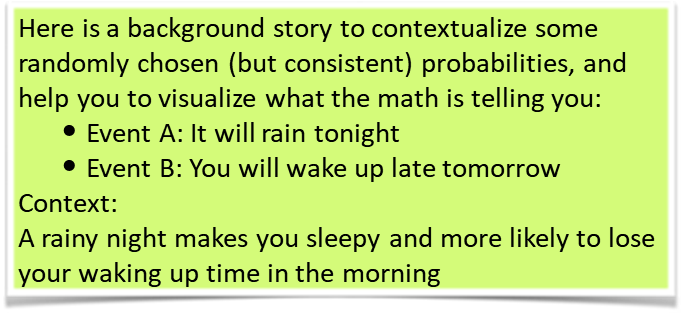 Here is a background story to contextualize some
randomly chosen (but consistent) probabilities, and
help you to visualize what the math is telling you:
• Event A: It will rain tonight
• Event B: You will wake up late tomorrow
Context:
A rainy night makes you sleepy and more likely to lose
your waking up time in the morning